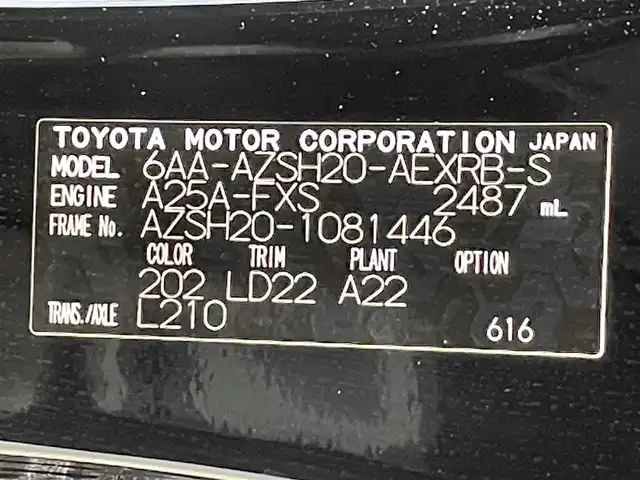 TOYOTA MOTOR CORPORATION JAPAN
MODEL 6AA-AZSH20-AEXRB-S
ENGINE A25A-FXS 2487 mL
FRAME No. AZSH20-1081446
COLOR TRIM PLANT OPTION
202 LD22 A22
TRANS./AXLE L210 616